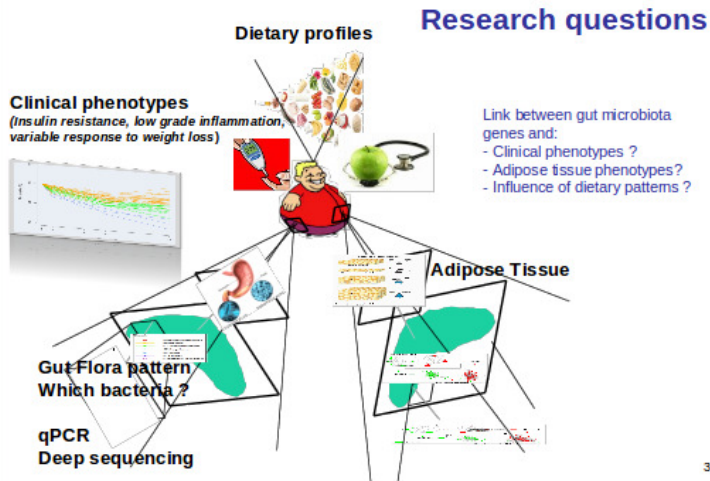 Research questions
Dietary profiles
Clinical phenotypes
(Insulin resistance, low grade inflammation,
variable response to weight loss)
Link between gut microbiota
genes and:
- Clinical phenotypes ?
- Adipose tissue phenotypes?
- Influence of dietary patterns ?
Adipose Tissue
Gut Flora pattern
Which bacteria ?
qPCR
Deep sequencing
3